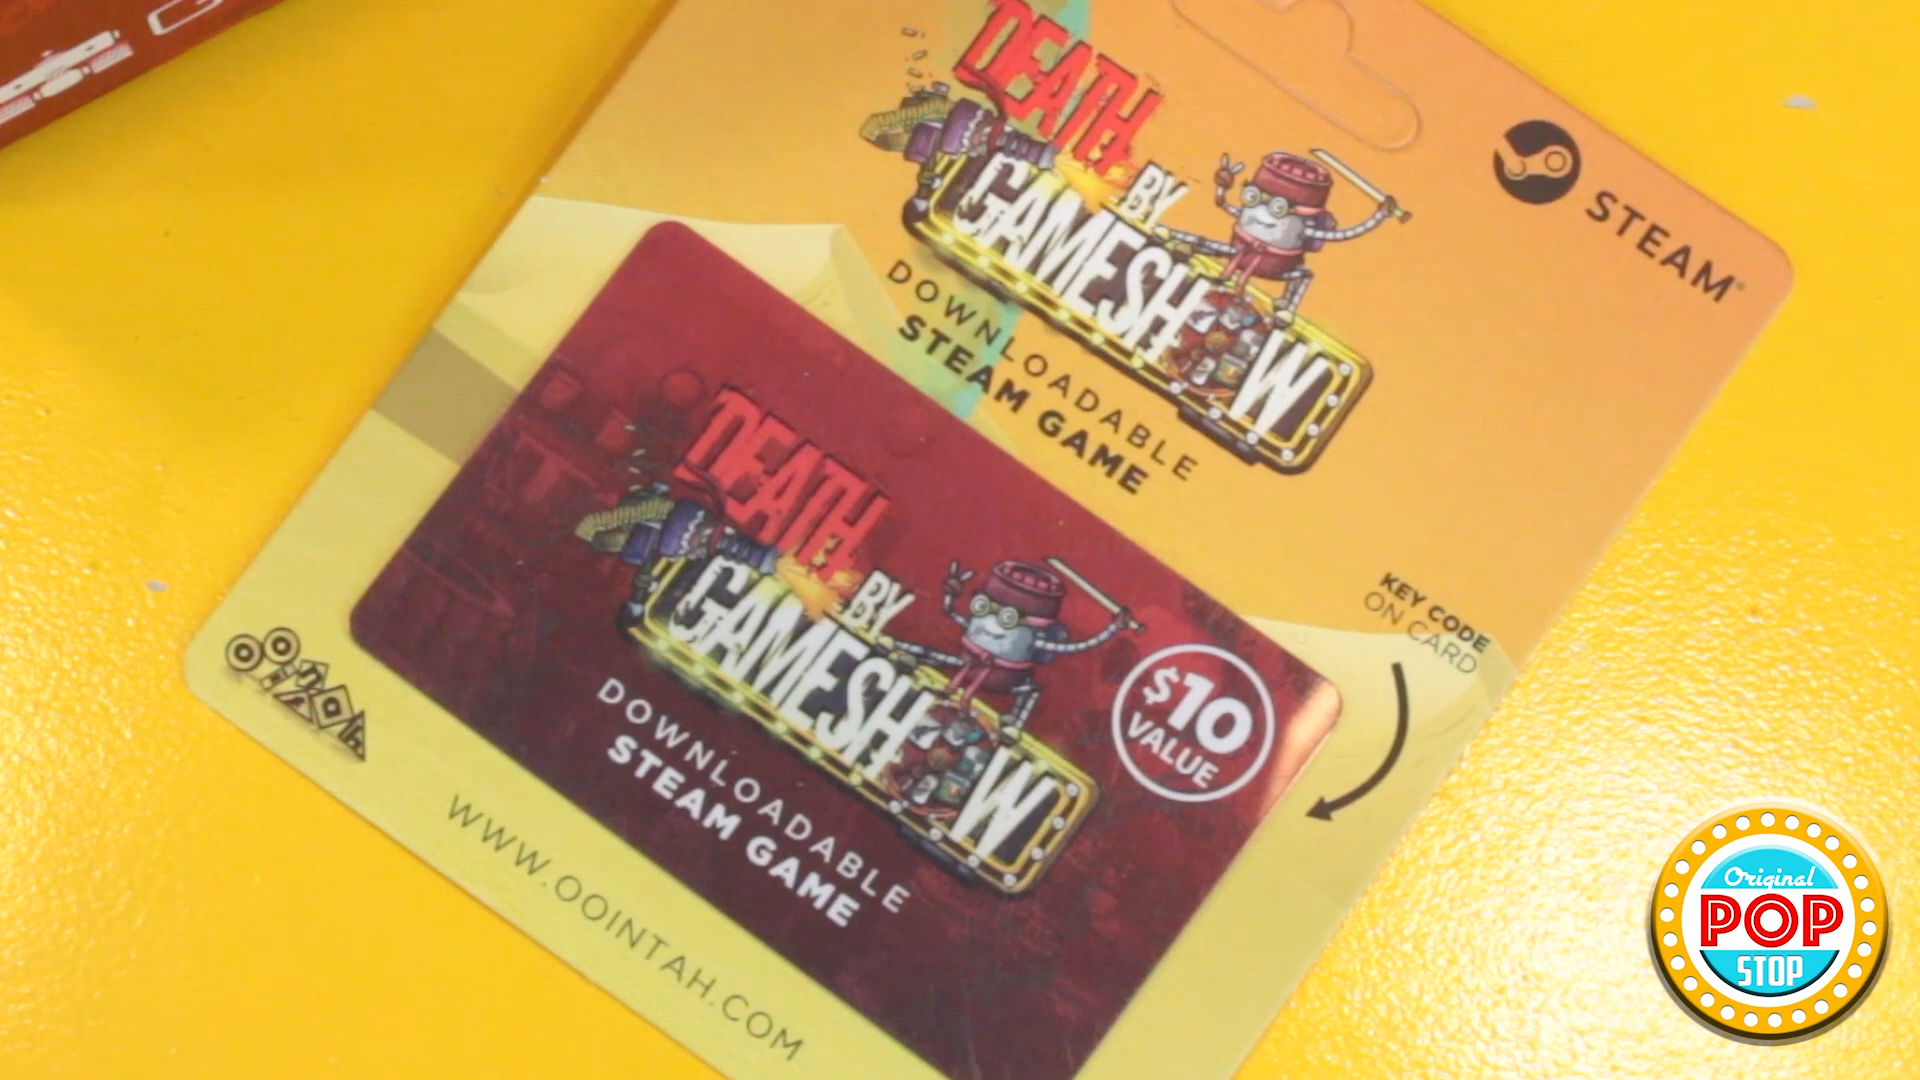 DEATH
BY
GAMESHOW
DOWNLOADABLE
STEAM GAME
STEAM®
KEY CODE
ON CARD
DEATH
BY
GAMESHOW
$10
VALUE
DOWNLOADABLE
STEAM GAME
WWW.OOINTAH.COM
Original
POP
STOP